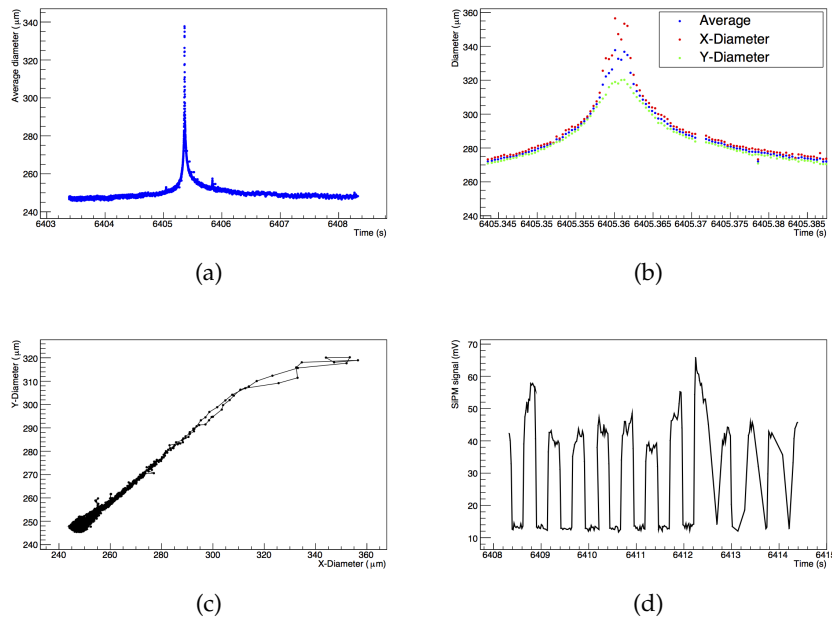 Average diameter (μm)
340
320
300
280
260
240
6403 6404 6405 6406 6407 6408
Time (s)
(a)
Diameter (μm)
360
340
320
300
280
260
240
Average
X-Diameter
Y-Diameter
6405.345 6405.35 6405.355 6405.36 6405.365 6405.37 6405.375 6405.38 6405.385
Time (s)
(b)
Y-Diameter (μm)
320
310
300
290
280
270
260
250
240
240 260 280 300 320 340 360
X-Diameter (μm)
(c)
SiPM signal (mV)
70
60
50
40
30
20
10
6408 6409 6410 6411 6412 6413 6414 6415
Time (s)
(d)